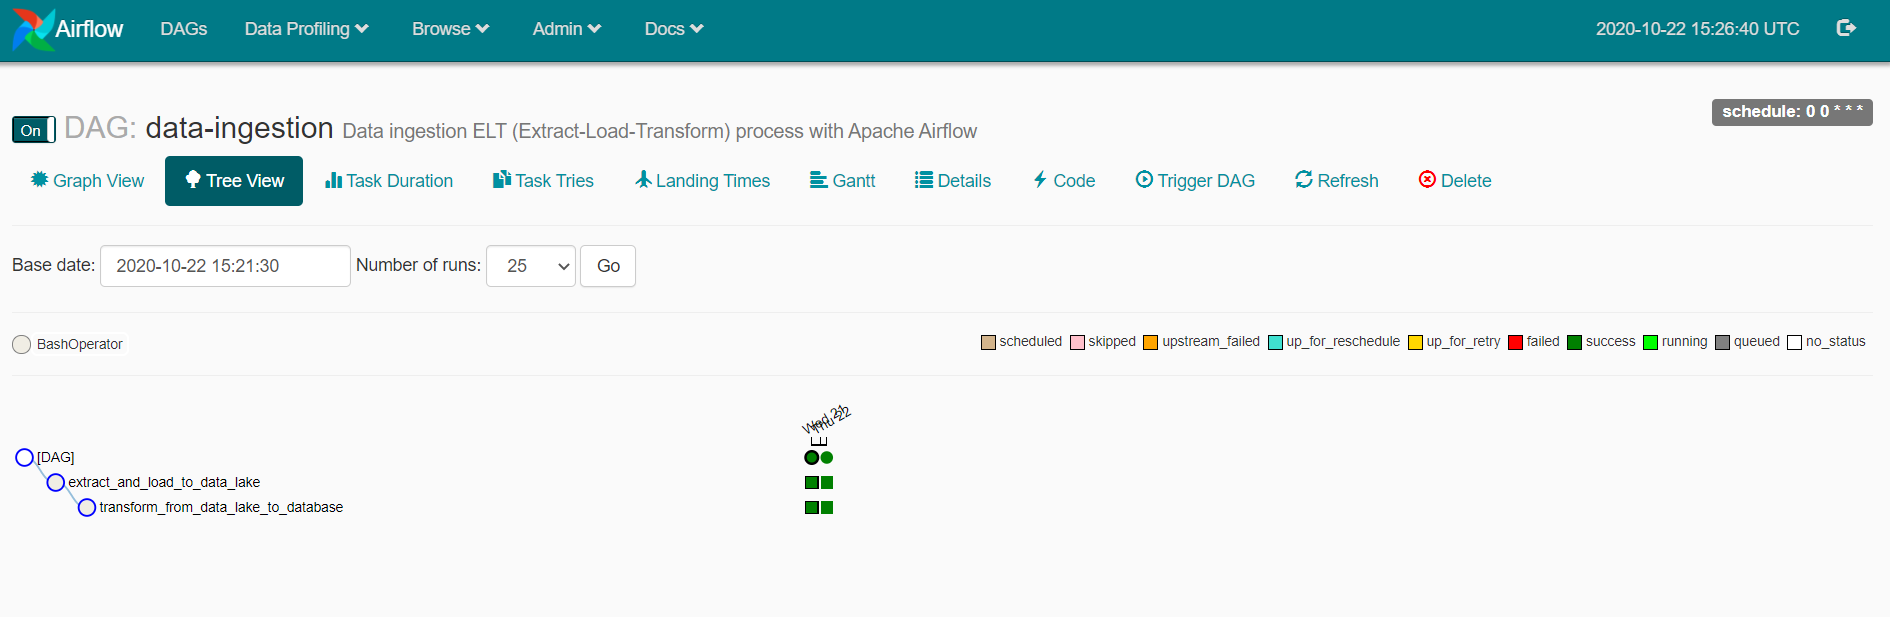 Airflow DAGs Data Profiling Browse Admin Docs 2020-10-22 15:26:40 UTC
schedule: 0 0 * * *
On DAG: data-ingestion Data ingestion ELT (Extract-Load-Transform) process with Apache Airflow
Graph View Tree View Task Duration Task Tries Landing Times Gantt Details Code Trigger DAG Refresh Delete
Base date: 2020-10-22 15:21:30 Number of runs: 25 Go
BashOperator scheduled skipped upstream_failed up_for_reschedule up_for_retry failed success running queued no_status
Wed 21
Thu 22
[DAG]
extract_and_load_to_data_lake
transform_from_data_lake_to_database